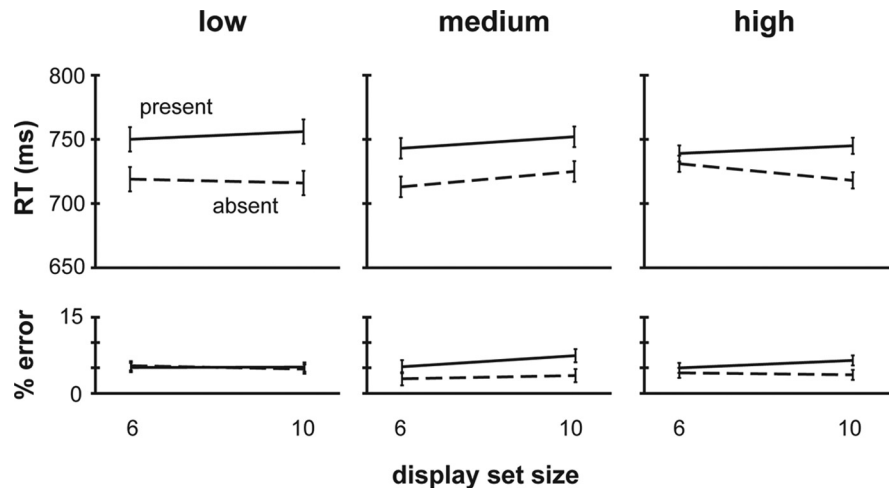 low medium high
800
present
750
RT (ms)
700
absent
650
15
% error
0
6 10 6 10 6 10
display set size